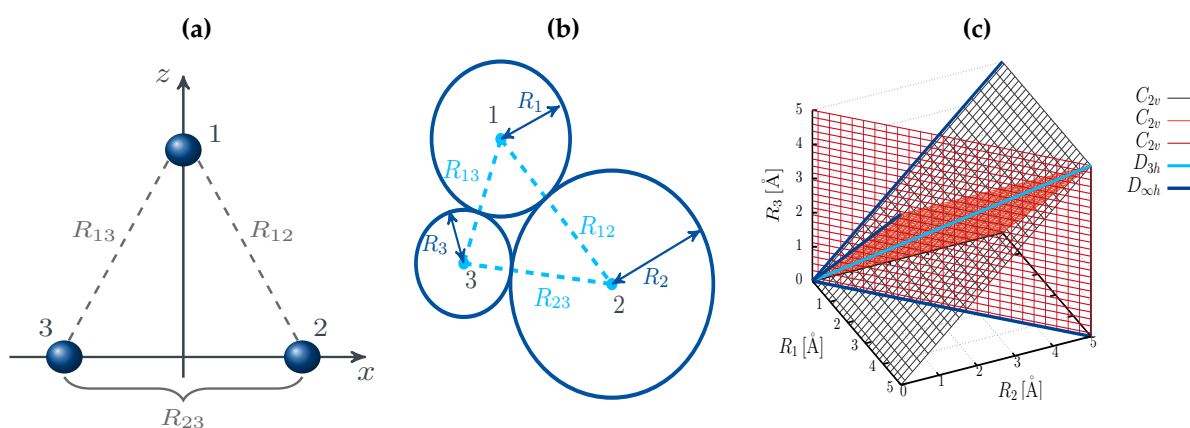 (a)
z
1
R₁₃
R₁₂
3
2
x
R₂₃
(b)
1
R₁
R₁₃
R₁₂
R₃
3
R₂₃
2
R₂
(c)
C₂ᵥ
C₂ᵥ
C₂ᵥ
D₃ₕ
D∞ₕ
R₃ [Å]
5
4
3
2
1
0
R₁ [Å]
1
2
3
4
5
R₂ [Å]
0
1
2
3
4
5